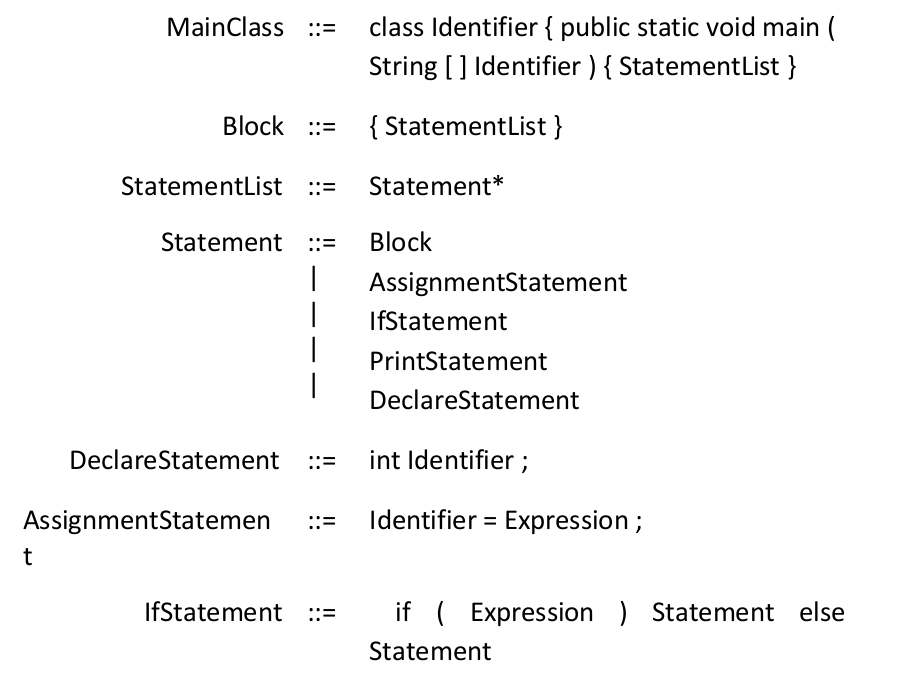 MainClass ::= class Identifier { public static void main (
String [ ] Identifier ) { StatementList }
Block ::= { StatementList }
StatementList ::= Statement*
Statement ::= Block
| AssignmentStatement
| IfStatement
| PrintStatement
| DeclareStatement
DeclareStatement ::= int Identifier ;
AssignmentStatemen ::= Identifier = Expression ;
t
IfStatement ::= if ( Expression ) Statement else
Statement